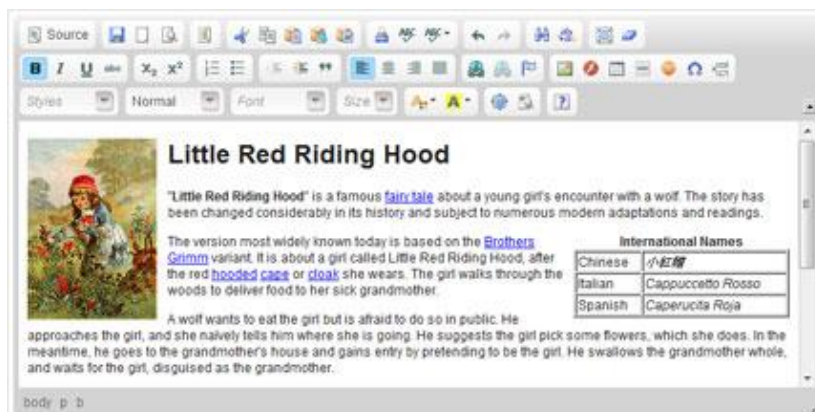 Source
B I U abc X₂ X²
Styles Normal Font Size A A
Little Red Riding Hood
"Little Red Riding Hood" is a famous fairy tale about a young girl's encounter with a wolf. The story has
been changed considerably in its history and subject to numerous modern adaptations and readings.
The version most widely known today is based on the Brothers
Grimm variant. It is about a girl called Little Red Riding Hood, after
the red hooded cape or cloak she wears. The girl walks through the
woods to deliver food to her sick grandmother.
International Names
Chinese 小紅帽
Italian Cappuccetto Rosso
Spanish Caperucita Roja
A wolf wants to eat the girl but is afraid to do so in public. He
approaches the girl, and she naïvely tells him where she is going. He suggests the girl pick some flowers, which she does. In the
meantime, he goes to the grandmother's house and gains entry by pretending to be the girl. He swallows the grandmother whole,
and waits for the girl, disguised as the grandmother.
body p b